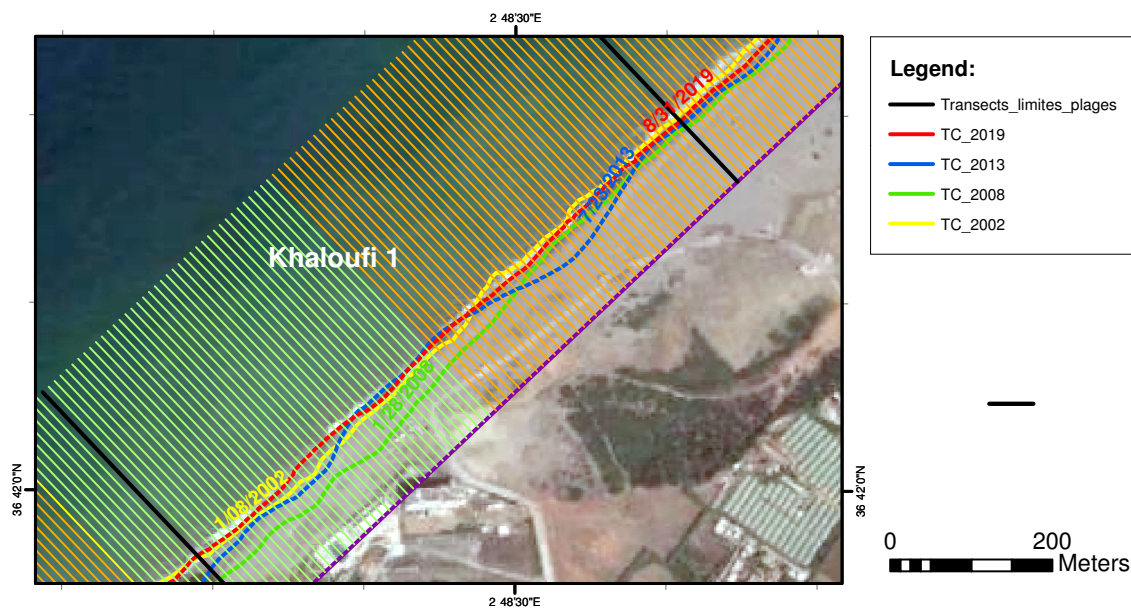 2 48'30"E
8/31/2019
7/23/2013
Khaloufi 1
1/28/2008
1/08/2002
36 42'0"N
36 42'0"N
2 48'30"E
Legend:
Transects_limites_plages
TC_2019
TC_2013
TC_2008
TC_2002
0 200
Meters